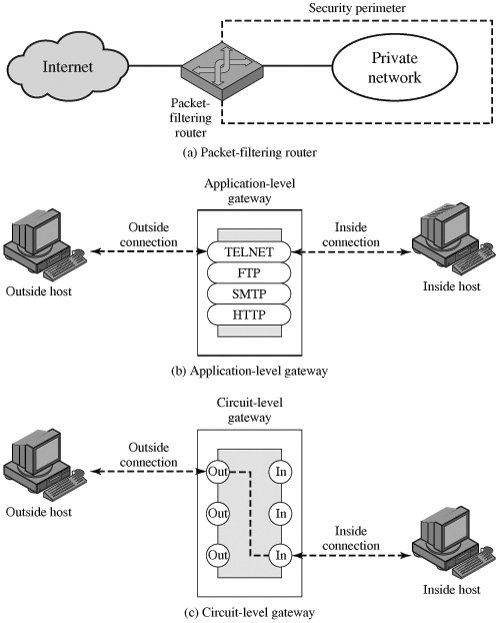 Security perimeter
Internet
Private
network
Packet-
filtering
router
(a) Packet-filtering router
Application-level
gateway
Outside
connection
Inside
connection
TELNET
FTP
SMTP
HTTP
Outside host
Inside host
(b) Application-level gateway
Circuit-level
gateway
Outside
connection
Out
In
Out
In
Out
In
Inside
connection
Outside host
Inside host
(c) Circuit-level gateway